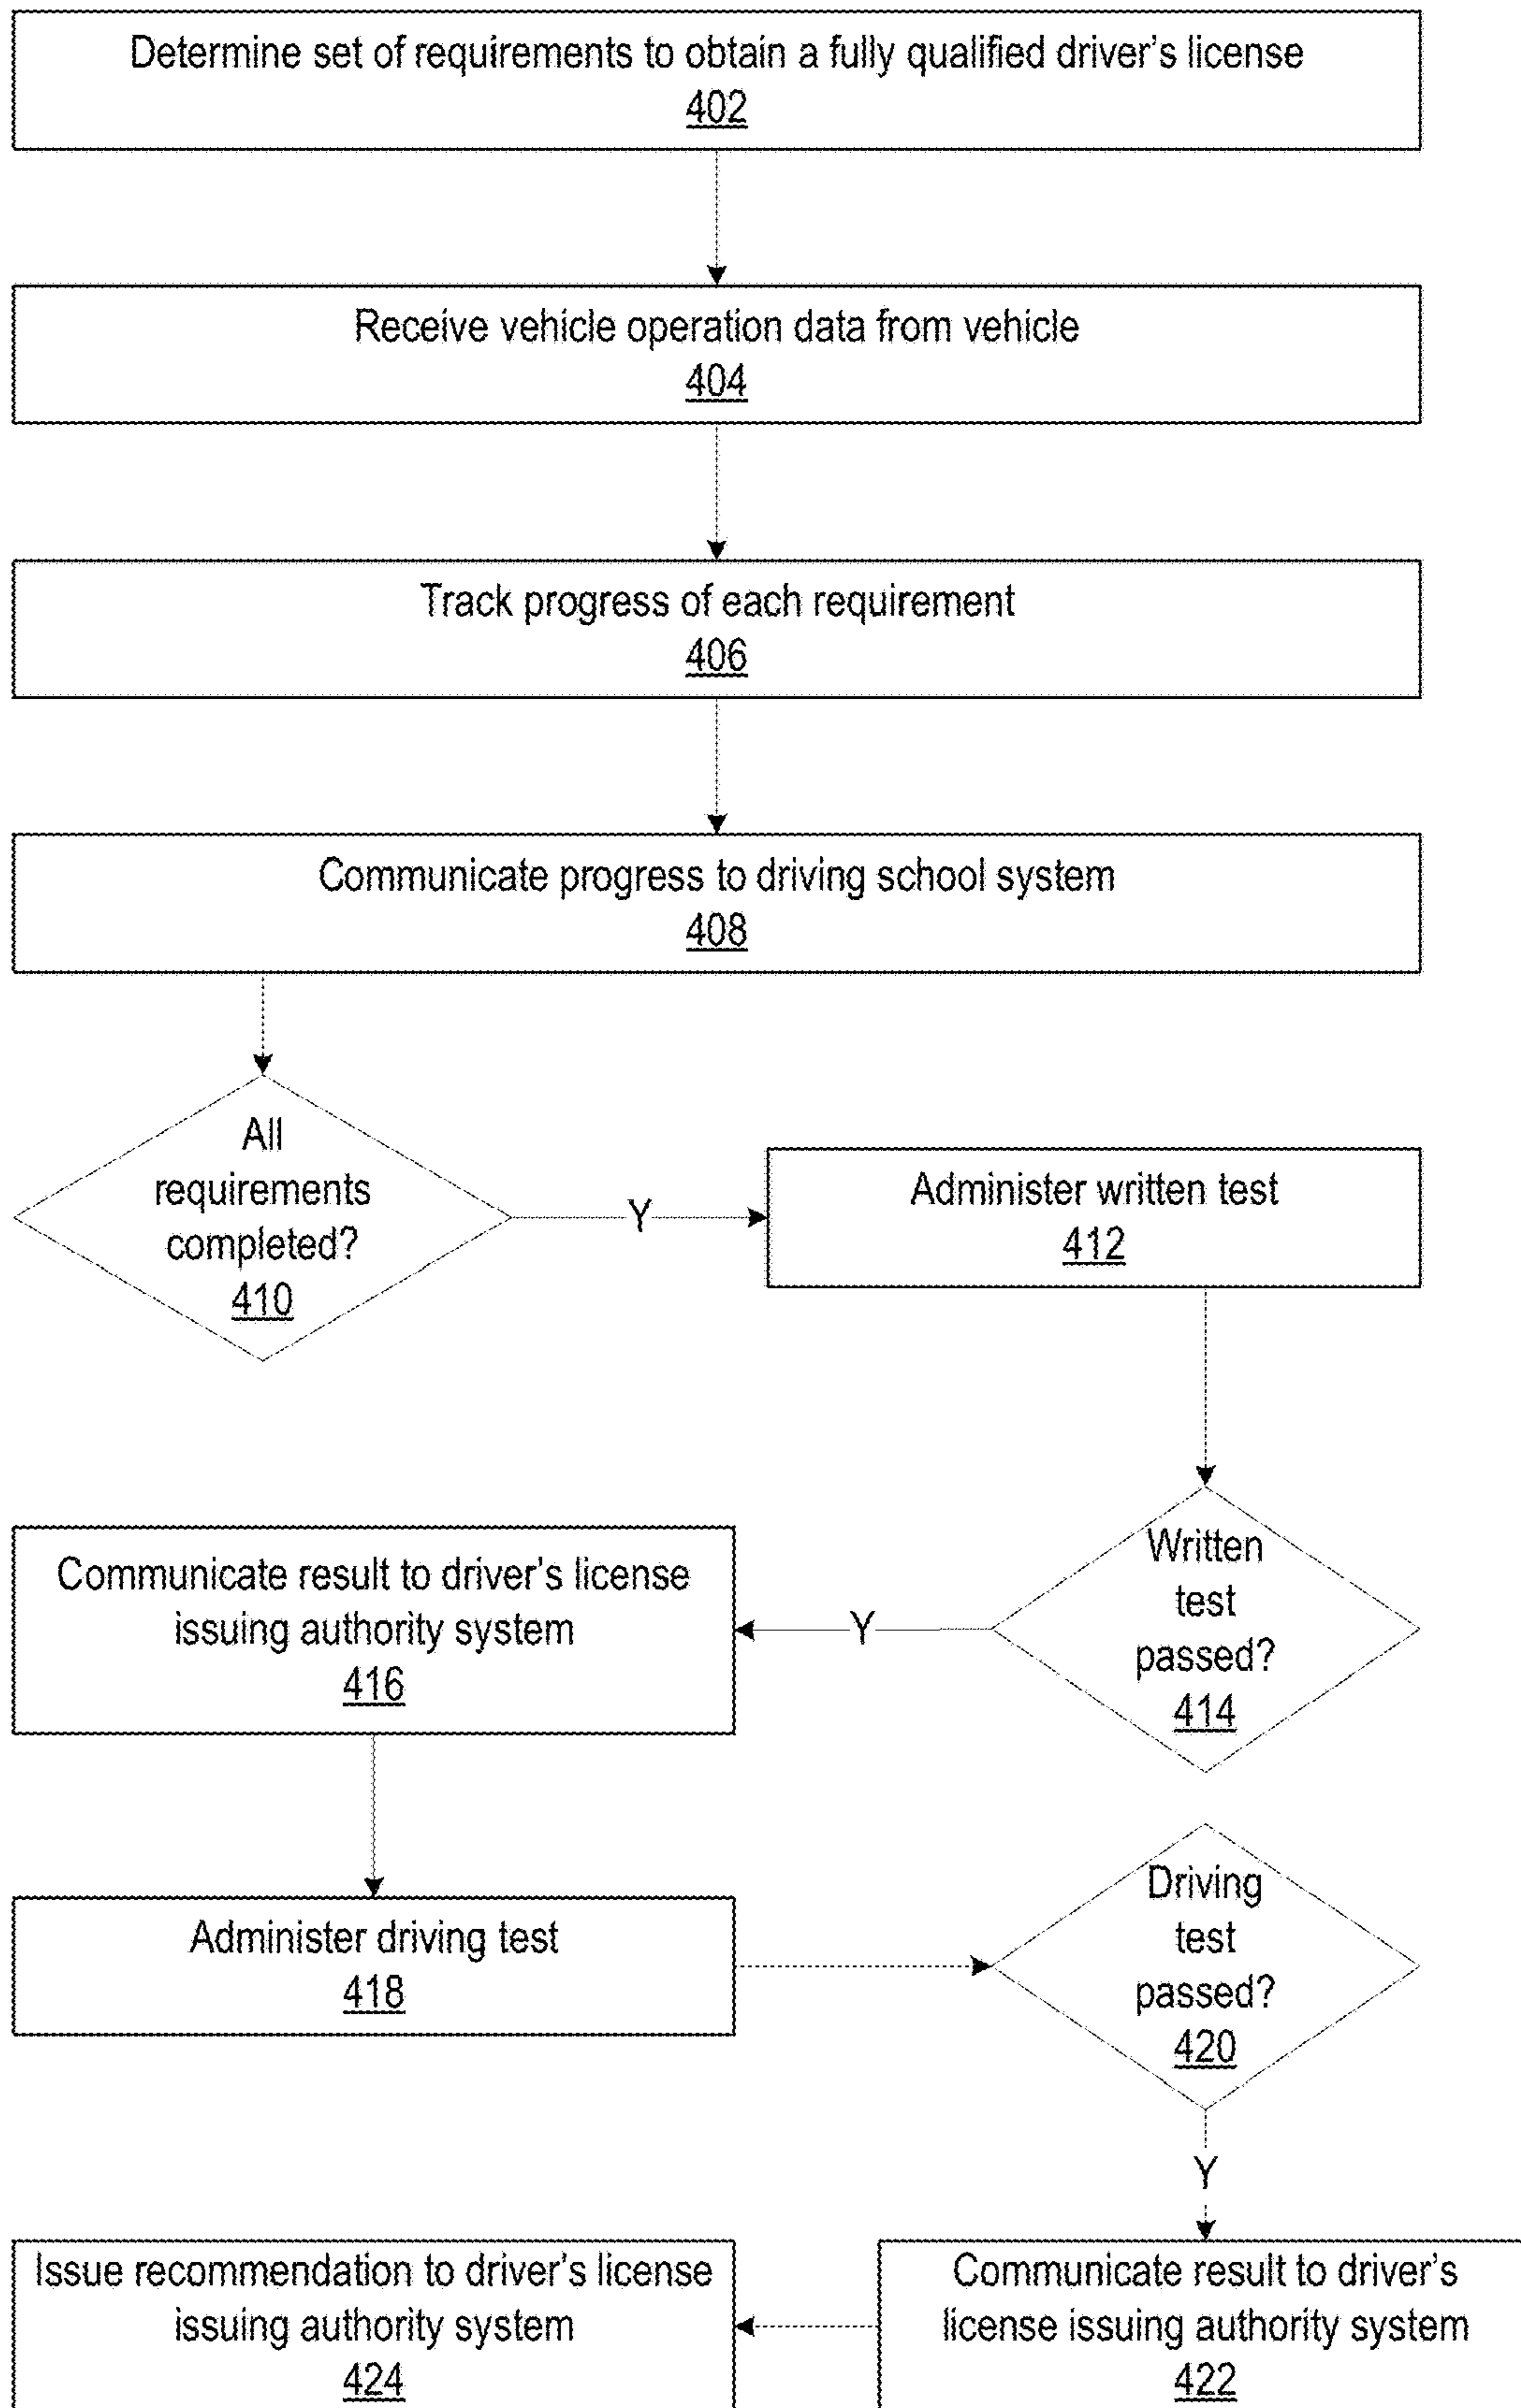 Determine set of requirements to obtain a fully qualified driver's license
402
Receive vehicle operation data from vehicle
404
Track progress of each requirement
406
Communicate progress to driving school system
408
All
requirements
completed?
410
Y
Administer written test
412
Written
test
passed?
414
Y
Communicate result to driver's license
issuing authority system
416
Administer driving test
418
Driving
test
passed?
420
Y
Communicate result to driver's
license issuing authority system
422
Issue recommendation to driver's license
issuing authority system
424